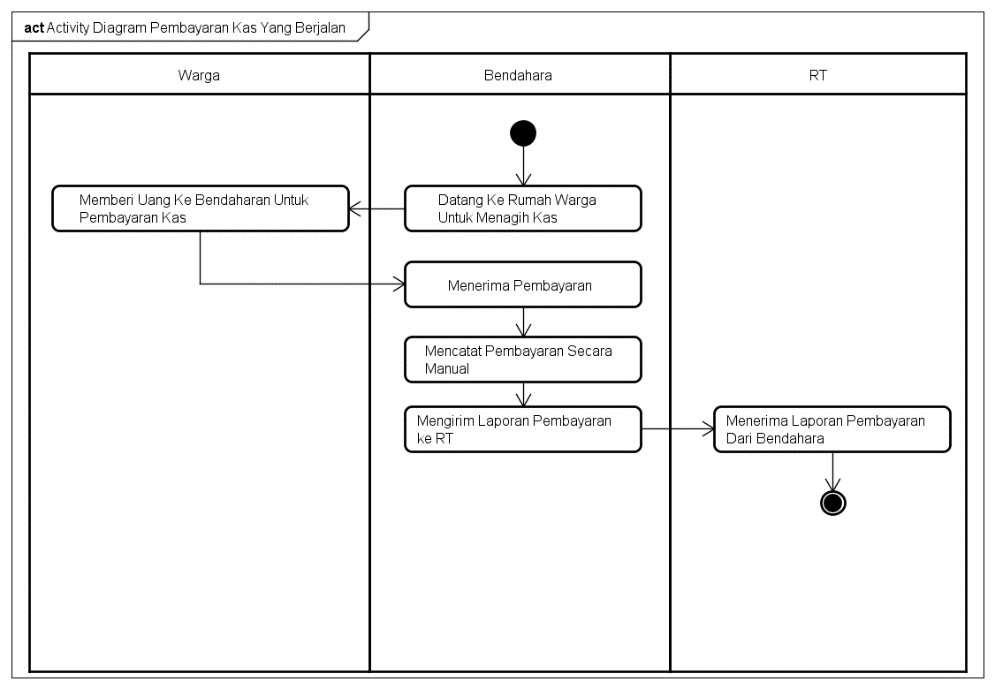 act Activity Diagram Pembayaran Kas Yang Berjalan
Warga
Bendahara
RT
Memberi Uang Ke Bendaharan Untuk
Pembayaran Kas
Datang Ke Rumah Warga
Untuk Menagih Kas
Menerima Pembayaran
Mencatat Pembayaran Secara
Manual
Mengirim Laporan Pembayaran
ke RT
Menerima Laporan Pembayaran
Dari Bendahara